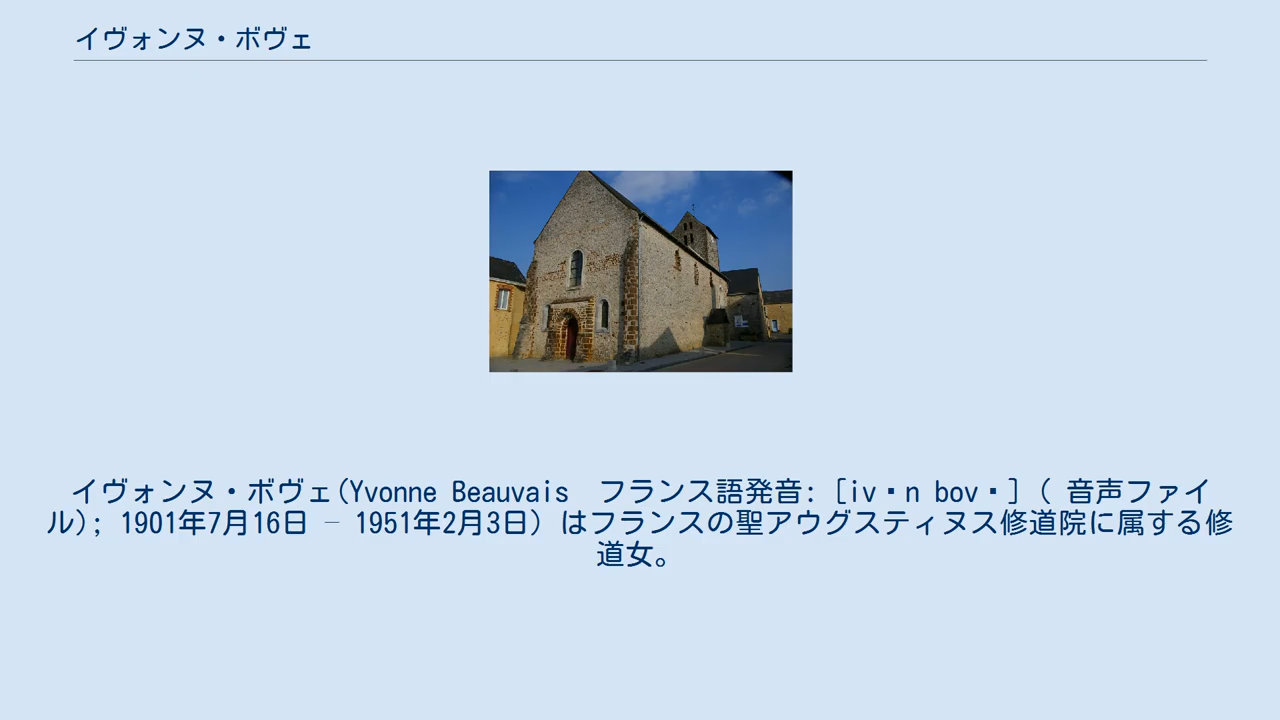 イヴォンヌ・ボヴェ
イヴォンヌ・ボヴェ(Yvonne Beauvais　フランス語発音: [iv▪n bov▪] ( 音声ファイ
ル); 1901年7月16日 – 1951年2月3日) はフランスの聖アウグスティヌス修道院に属する修
道女。